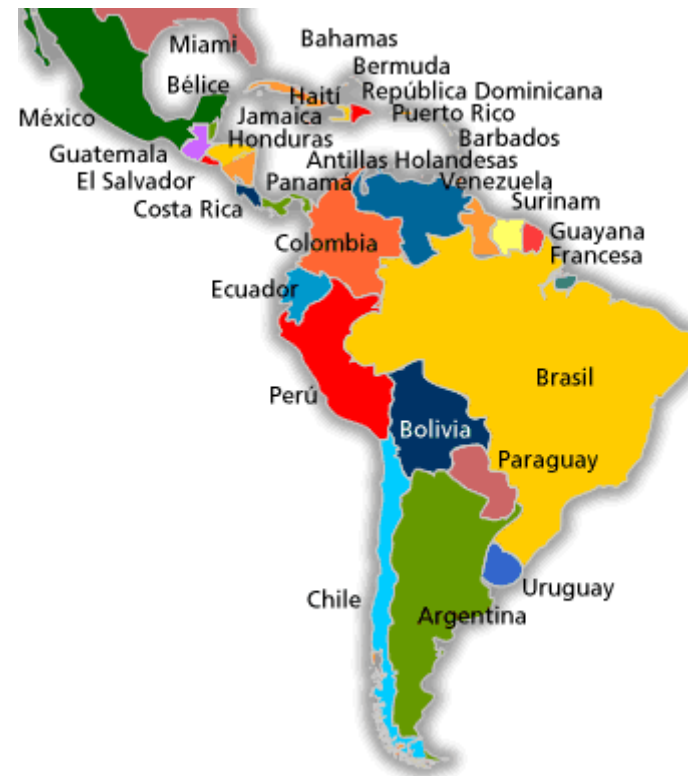 Miami
Bahamas
Bermuda
Bélice
Haití
República Dominicana
México
Jamaica
Puerto Rico
Honduras
Barbados
Guatemala
Antillas Holandesas
El Salvador
Panamá
Venezuela
Costa Rica
Surinam
Colombia
Guayana
Francesa
Ecuador
Brasil
Perú
Bolivia
Paraguay
Uruguay
Chile
Argentina